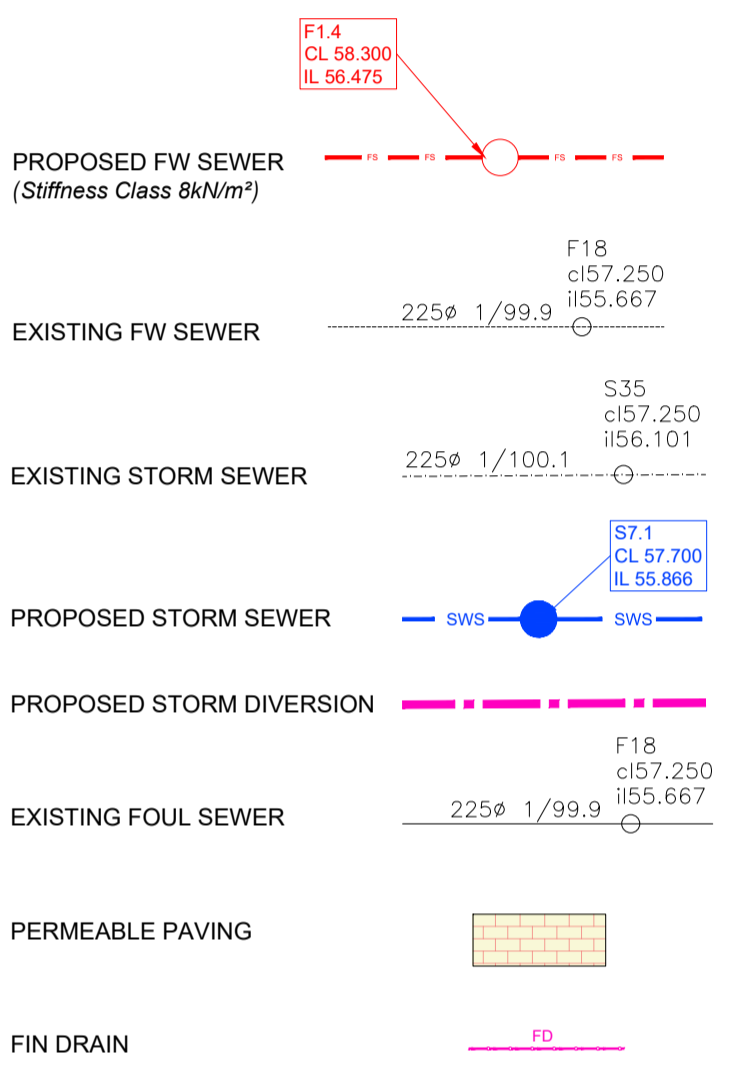 F1.4
CL 58.300
IL 56.475
PROPOSED FW SEWER
FS FS FS FS
(Stiffness Class 8kN/m²)
F18
cl57.250
il55.667
225ø 1/99.9
EXISTING FW SEWER
S35
cl57.250
il56.101
225ø 1/100.1
EXISTING STORM SEWER
S7.1
CL 57.700
IL 55.866
PROPOSED STORM SEWER
SWS SWS
PROPOSED STORM DIVERSION
F18
cl57.250
il55.667
225ø 1/99.9
EXISTING FOUL SEWER
PERMEABLE PAVING
FIN DRAIN
FD